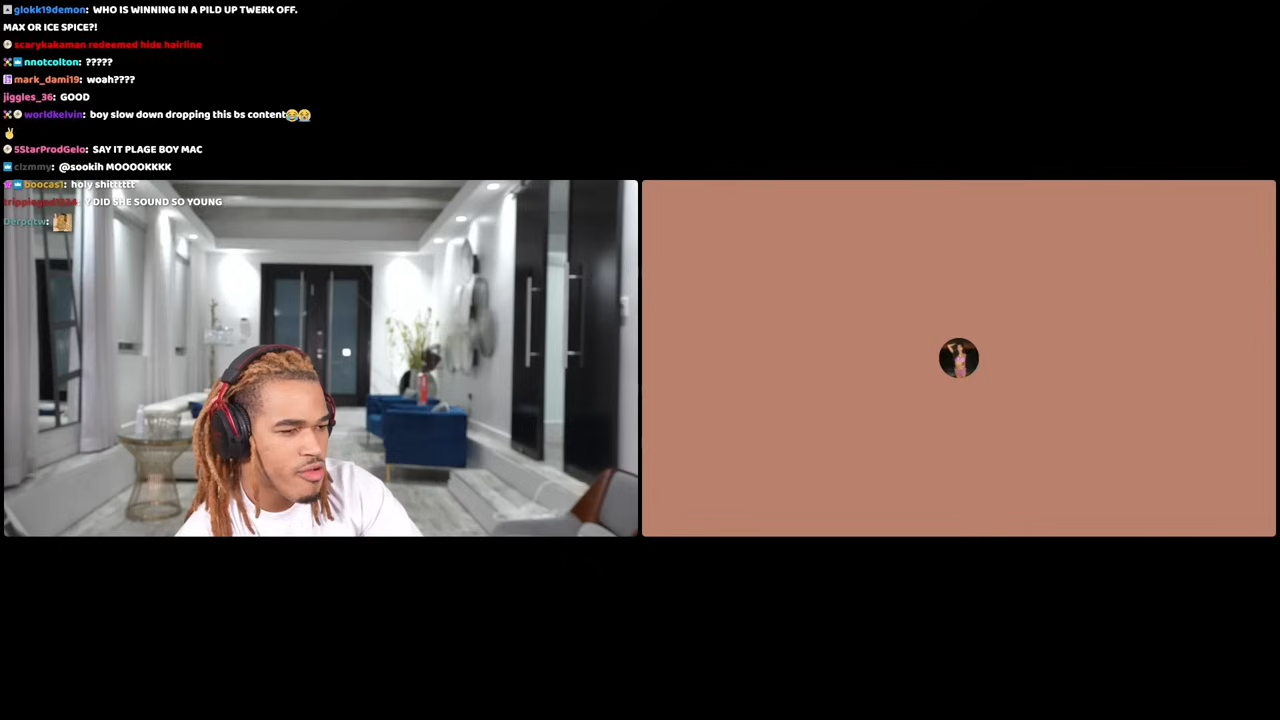 glokk19demon: WHO IS WINNING IN A PILD UP TWERK OFF.
MAX OR ICE SPICE?!
scarykakaman redeemed hide hairline
nnotcolton: ?????
mark_dami19: woah????
jiggles_36: GOOD
worldkelvin: boy slow down dropping this bs content😂😭
✌️
5StarProdGelo: SAY IT PLAGE BOY MAC
clzmmy: @sookih MOOOOKKKK
boocas1: holy shitttttt
Y DID SHE SOUND SO YOUNG